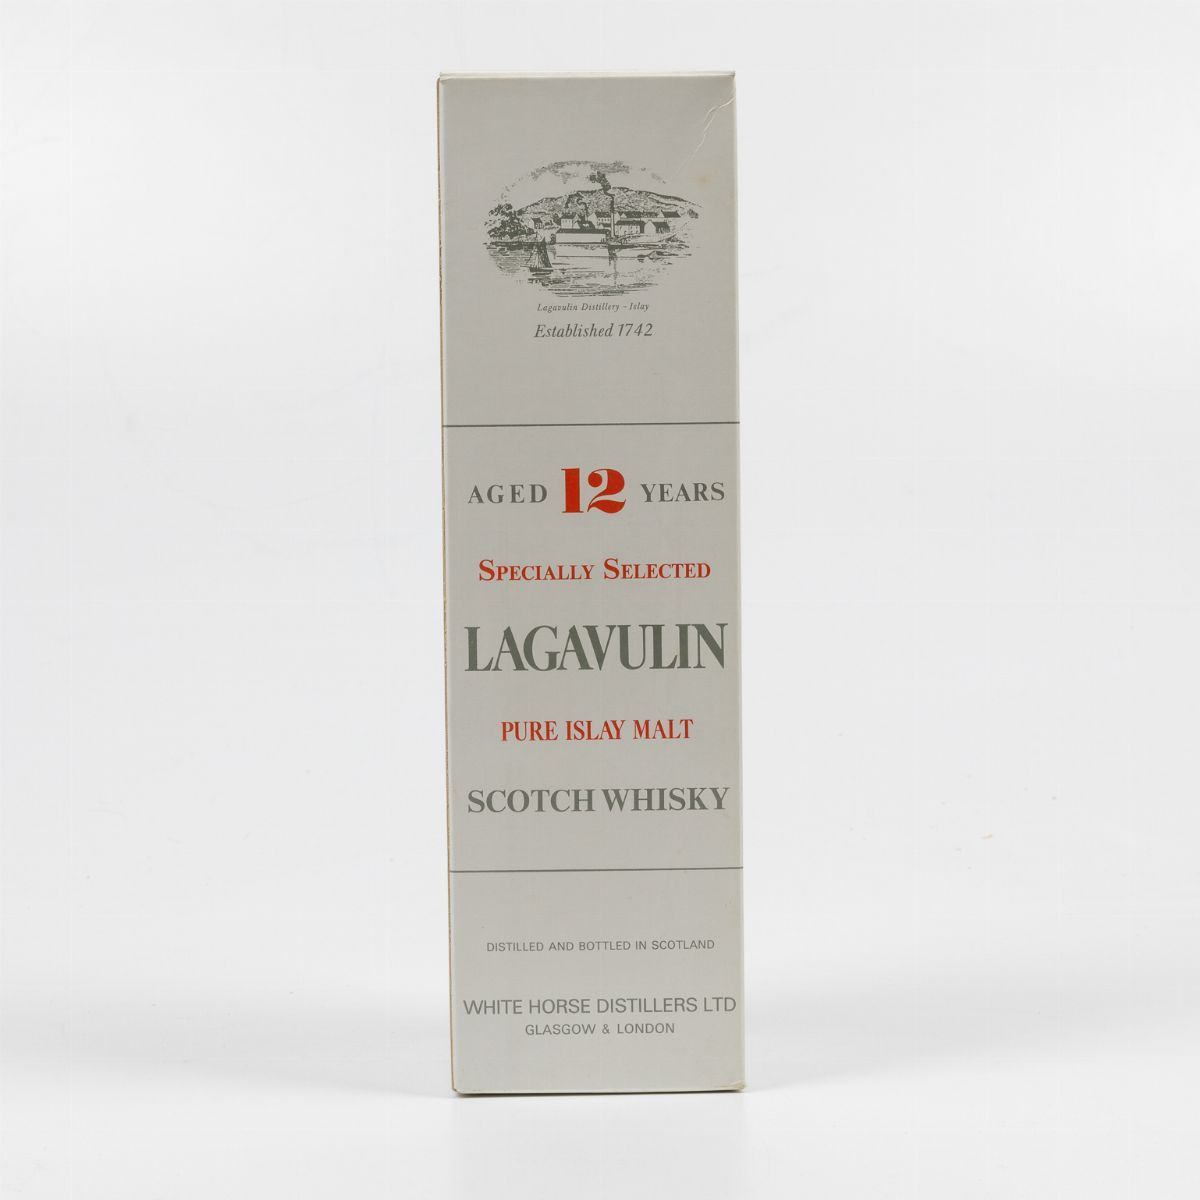 Lagavulin Distillery - Islay
Established 1742
AGED 12 YEARS
SPECIALLY SELECTED
LAGAVULIN
PURE ISLAY MALT
SCOTCH WHISKY
DISTILLED AND BOTTLED IN SCOTLAND
WHITE HORSE DISTILLERS LTD
GLASGOW & LONDON